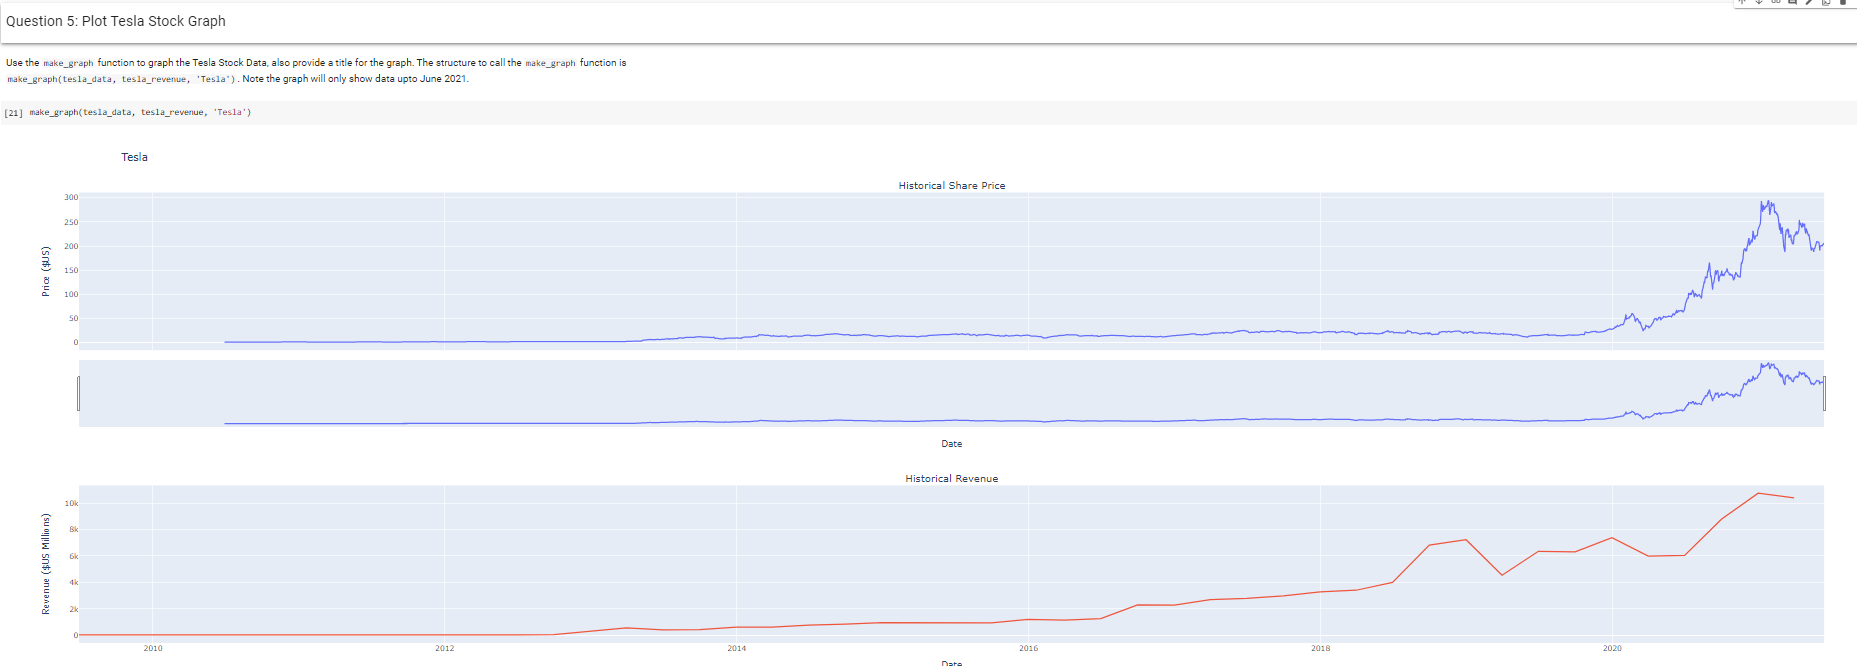 Question 5: Plot Tesla Stock Graph
Use the make_graph function to graph the Tesla Stock Data, also provide a title for the graph. The structure to call the make_graph function is
make_graph(tesla_data, tesla_revenue, 'Tesla'). Note the graph will only show data upto June 2021.
[21] make_graph(tesla_data, tesla_revenue, 'Tesla')
Tesla
Historical Share Price
Price ($US)
300
250
200
150
100
50
0
Date
Historical Revenue
Revenue ($US Millions)
10k
8k
6k
4k
2k
0
2010 2012 2014 2016 2018 2020
Date